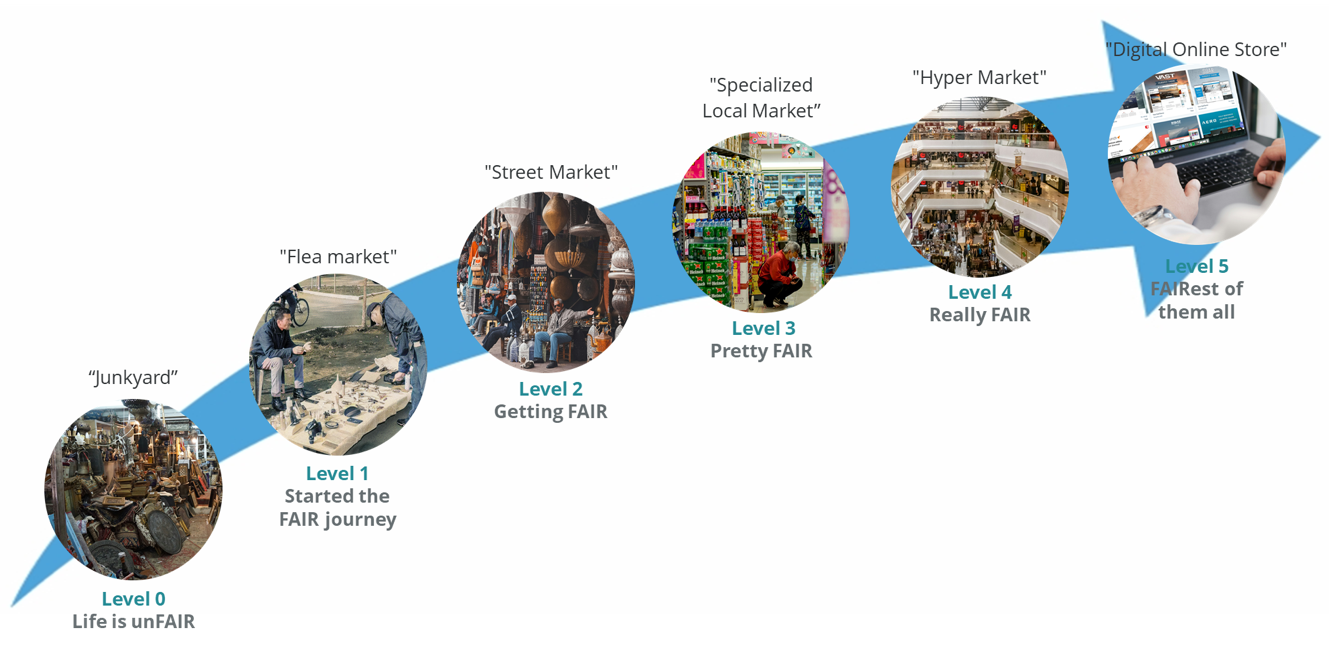 “Junkyard”
Level 0
Life is unFAIR
"Flea market"
Level 1
Started the
FAIR journey
"Street Market"
Level 2
Getting FAIR
"Specialized
Local Market”
Level 3
Pretty FAIR
"Hyper Market"
Level 4
Really FAIR
"Digital Online Store"
VAST
Level 5
FAIRest of
them all